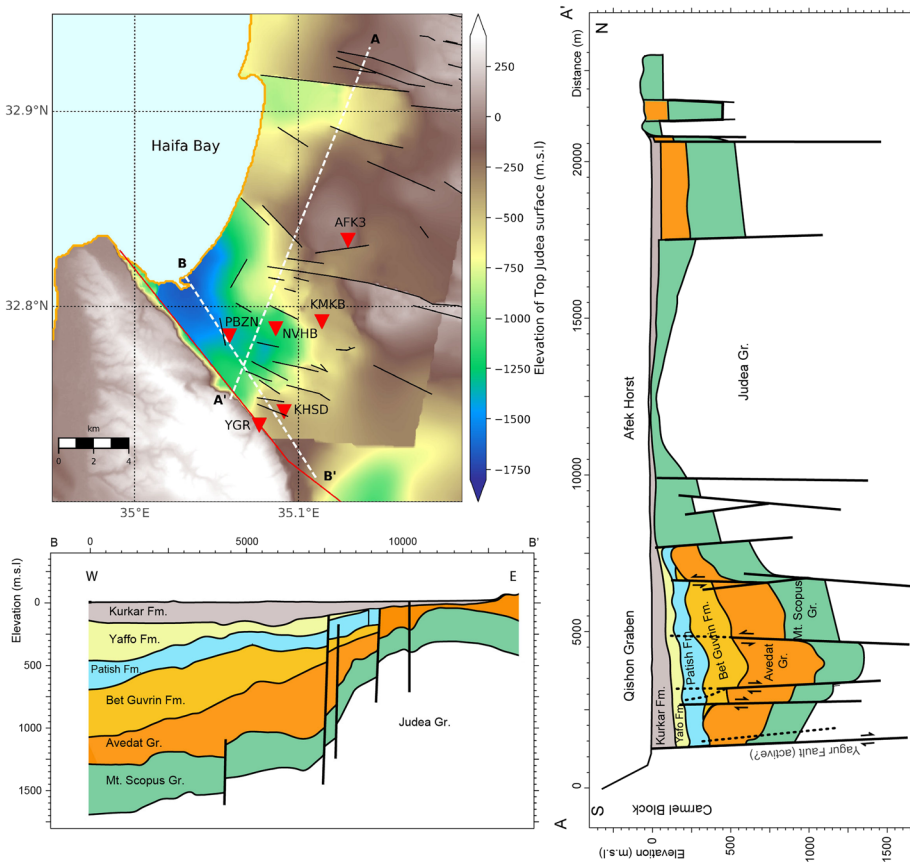 A
32.9°N
Haifa Bay
AFK3
B
32.8°N
KMKB
PBZN
NVHB
A'
KHSD
YGR
km
0 2 4
B'
35°E 35.1°E
250
0
−250
−500
−750
−1000
−1250
−1500
−1750
Elevation of Top Judea surface (m.s.l)
B 0 5000 10000 B'
W E
Elevation (m.s.l)
0
500
1000
1500
Kurkar Fm.
Yaffo Fm.
Patish Fm.
Bet Guvrin Fm.
Avedat Gr.
Mt. Scopus Gr.
Judea Gr.
A A'
S N
Distance (m)
0 5000 10000 15000 20000
Elevation (m.s.l)
0
500
1000
1500
Carmel Block
Qishon Graben
Afek Horst
Kurkar Fm.
Yafo Fm.
Patish Fm.
Bet Guvrin Fm.
Avedat
Gr.
Mt. Scopus
Gr.
Judea Gr.
Yagur Fault (active?)